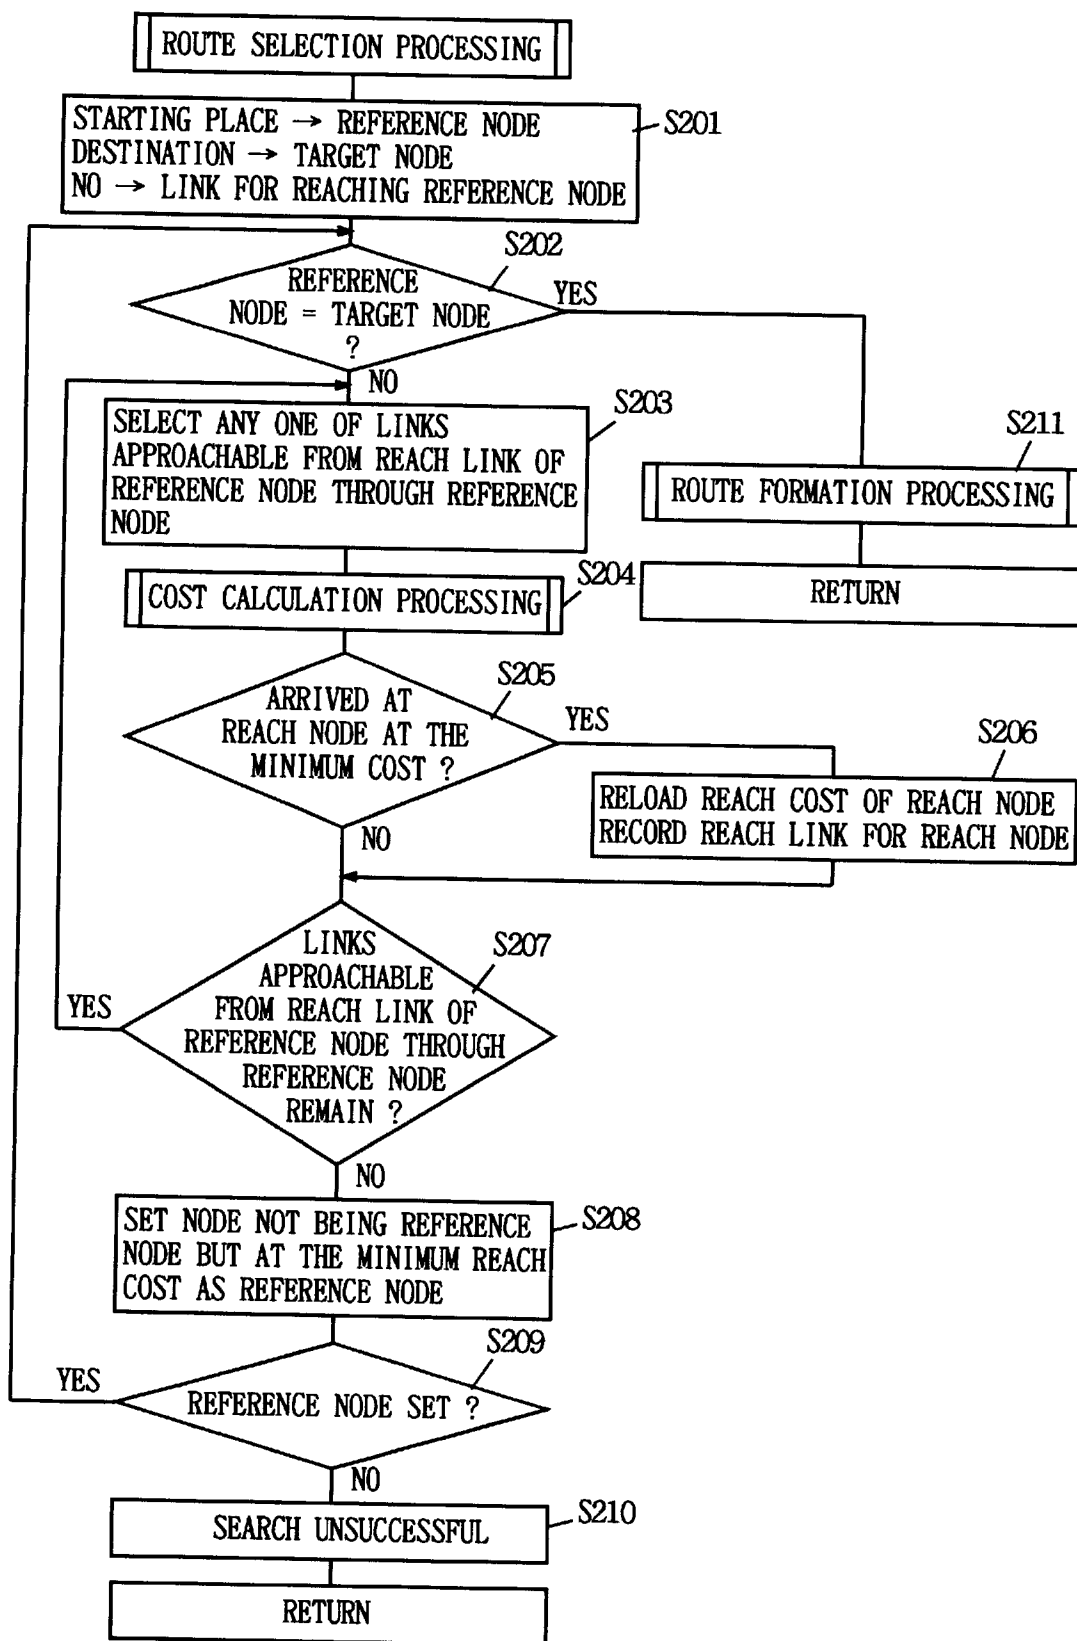 ROUTE SELECTION PROCESSING
STARTING PLACE → REFERENCE NODE
DESTINATION → TARGET NODE
NO → LINK FOR REACHING REFERENCE NODE
S201
S202
REFERENCE
NODE = TARGET NODE
?
YES
NO
S203
SELECT ANY ONE OF LINKS
APPROACHABLE FROM REACH LINK OF
REFERENCE NODE THROUGH REFERENCE
NODE
S211
ROUTE FORMATION PROCESSING
RETURN
S204
COST CALCULATION PROCESSING
S205
ARRIVED AT
REACH NODE AT THE
MINIMUM COST ?
YES
NO
S206
RELOAD REACH COST OF REACH NODE
RECORD REACH LINK FOR REACH NODE
S207
LINKS
APPROACHABLE
FROM REACH LINK OF
REFERENCE NODE THROUGH
REFERENCE NODE
REMAIN ?
YES
NO
S208
SET NODE NOT BEING REFERENCE
NODE BUT AT THE MINIMUM REACH
COST AS REFERENCE NODE
S209
YES
REFERENCE NODE SET ?
NO
S210
SEARCH UNSUCCESSFUL
RETURN